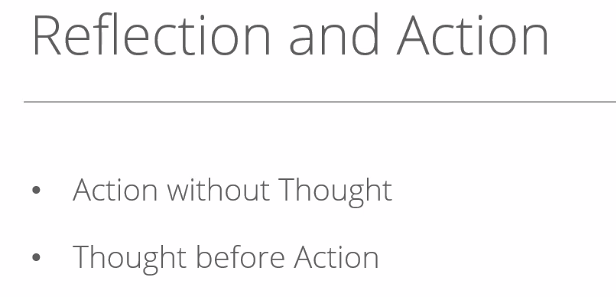 Reflection and Action
• Action without Thought
• Thought before Action